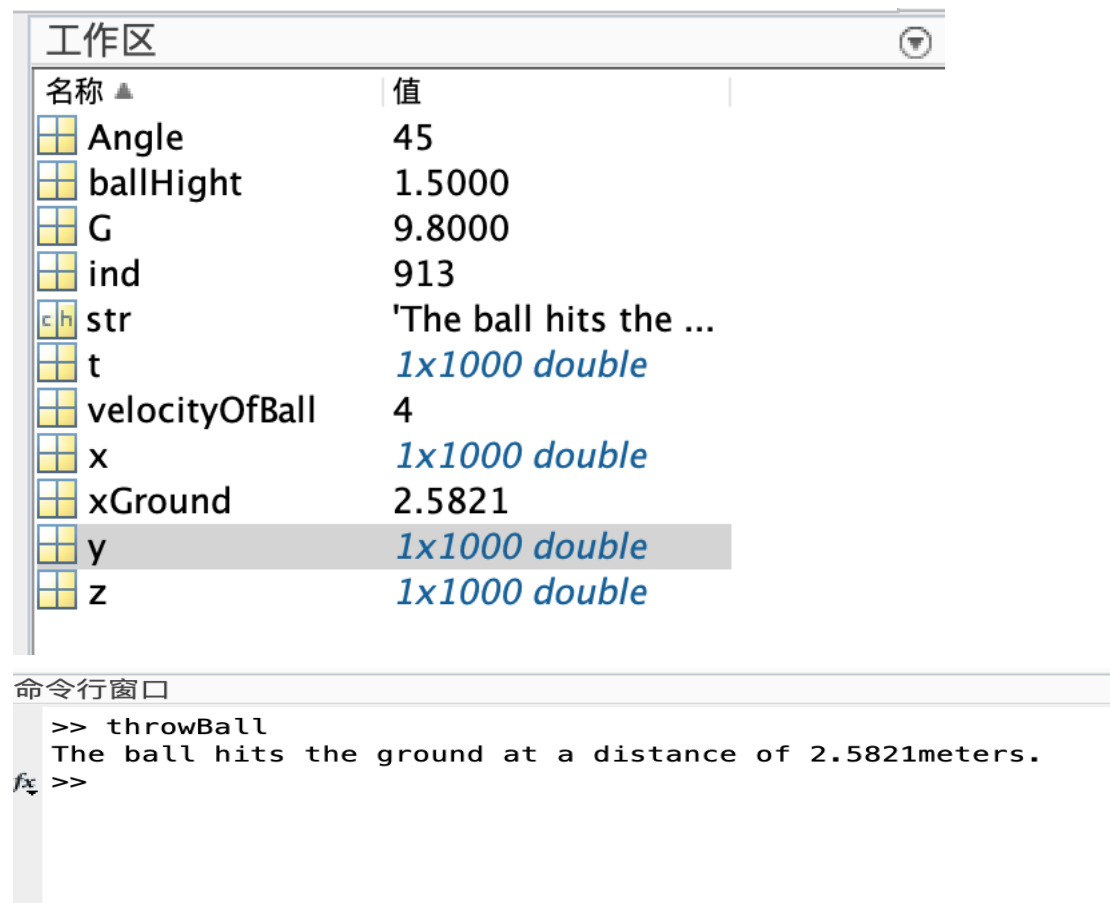 工作区
名称 值
Angle 45
ballHight 1.5000
G 9.8000
ind 913
str 'The ball hits the ...
t 1x1000 double
velocityOfBall 4
x 1x1000 double
xGround 2.5821
y 1x1000 double
z 1x1000 double
命令行窗口
>> throwBall
The ball hits the ground at a distance of 2.5821meters.
fx >>